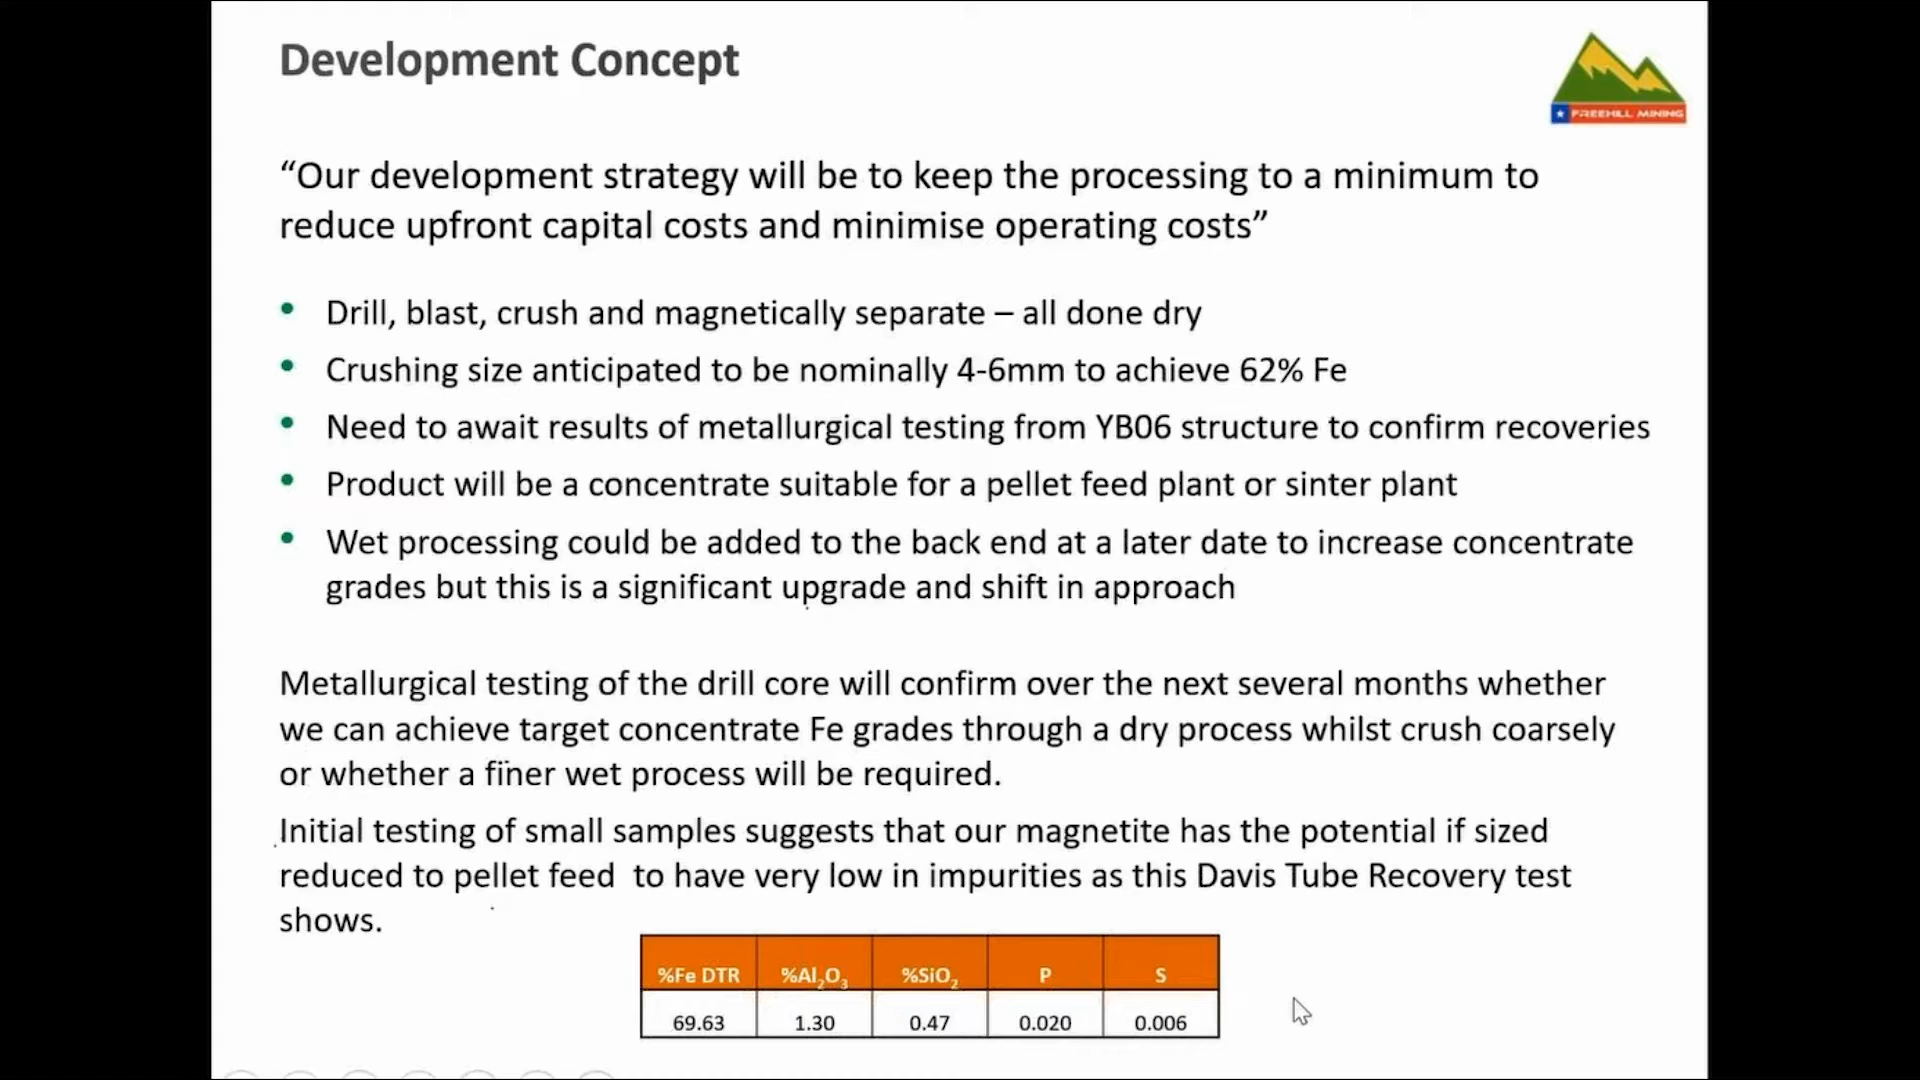 Development Concept
FREEHILL MINING
“Our development strategy will be to keep the processing to a minimum to
reduce upfront capital costs and minimise operating costs”
• Drill, blast, crush and magnetically separate – all done dry
• Crushing size anticipated to be nominally 4-6mm to achieve 62% Fe
• Need to await results of metallurgical testing from YB06 structure to confirm recoveries
• Product will be a concentrate suitable for a pellet feed plant or sinter plant
• Wet processing could be added to the back end at a later date to increase concentrate
grades but this is a significant upgrade and shift in approach
Metallurgical testing of the drill core will confirm over the next several months whether
we can achieve target concentrate Fe grades through a dry process whilst crush coarsely
or whether a finer wet process will be required.
Initial testing of small samples suggests that our magnetite has the potential if sized
reduced to pellet feed  to have very low in impurities as this Davis Tube Recovery test
shows.
%Fe DTR %Al₂O₃ %SiO₂ P S
69.63 1.30 0.47 0.020 0.006